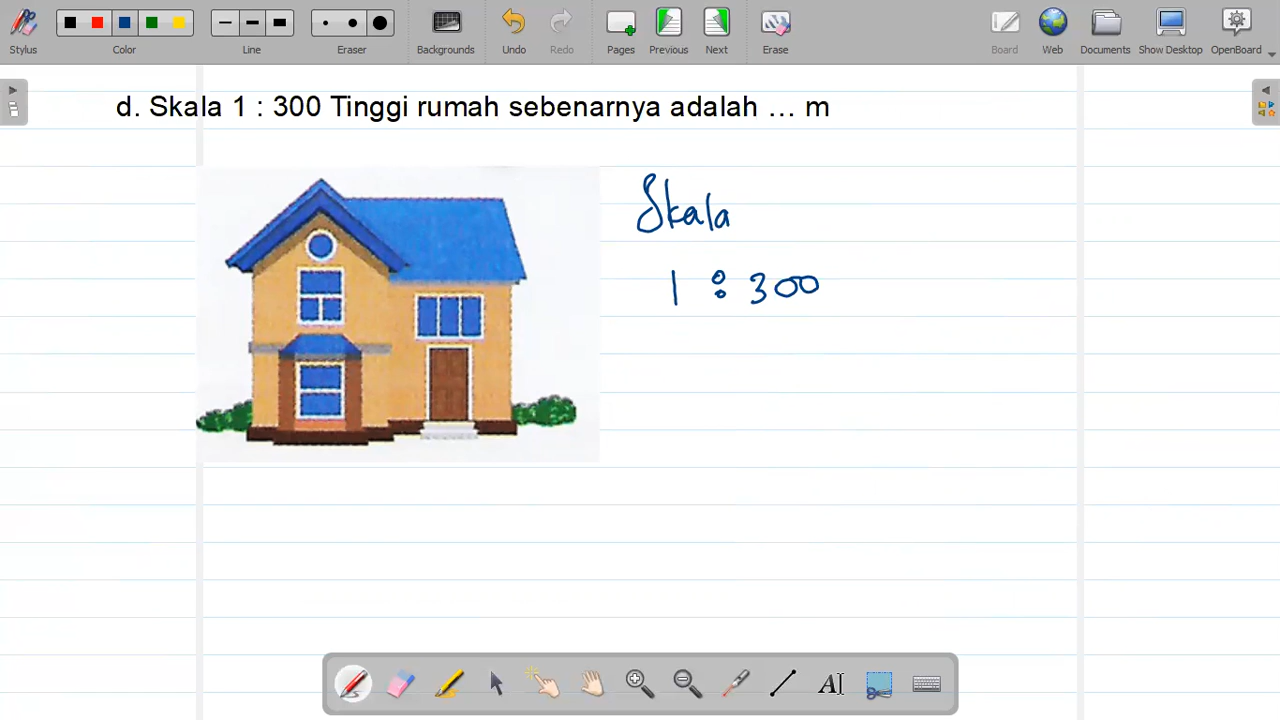 Stylus Color Line Eraser Backgrounds Undo Redo Pages Previous Next Erase Board Web Documents Show Desktop OpenBoard
d. Skala 1 : 300 Tinggi rumah sebenarnya adalah … m
Skala
1 : 300
AI